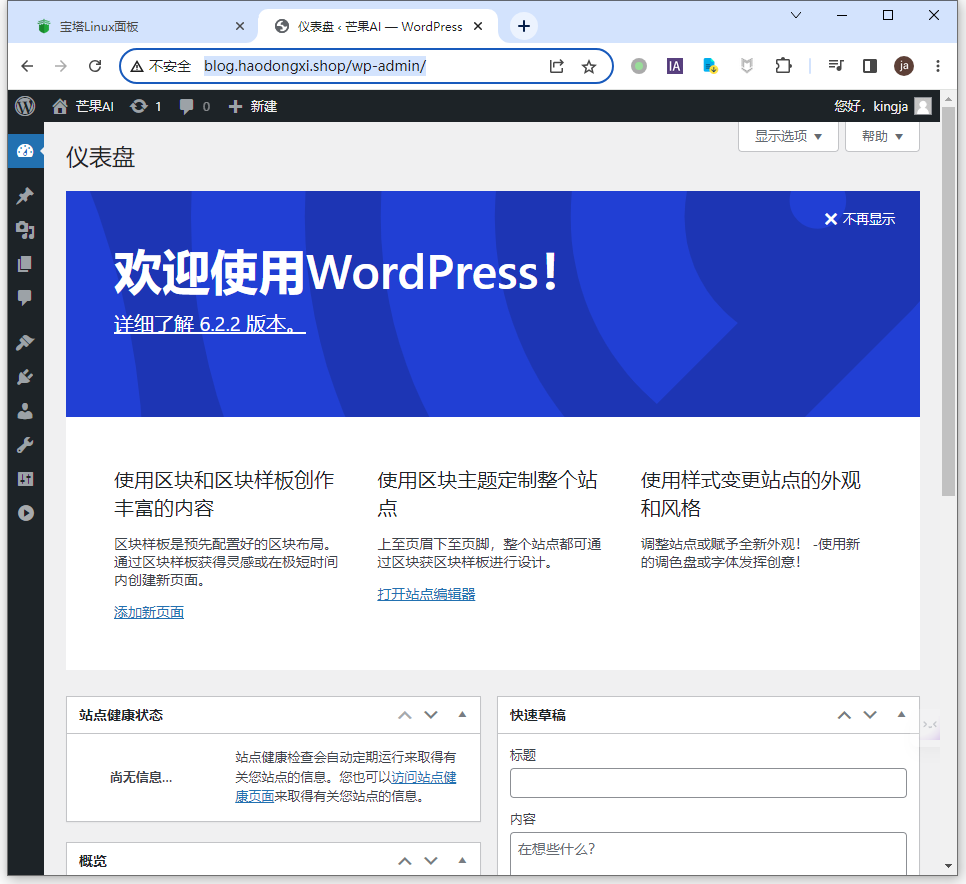 宝塔Linux面板
仪表盘 ‹ 芒果AI — WordPress
不安全 blog.haodongxi.shop/wp-admin/
IA
ja
芒果AI 1 0 新建
您好，kingja
仪表盘
显示选项
帮助
不再显示
欢迎使用WordPress！
详细了解 6.2.2 版本。
使用区块和区块样板创作
丰富的内容
区块样板是预先配置好的区块布局。
通过区块样板获得灵感或在极短时间
内创建新页面。
添加新页面
使用区块主题定制整个站
点
上至页眉下至页脚，整个站点都可通
过区块获区块样板进行设计。
打开站点编辑器
使用样式变更站点的外观
和风格
调整站点或赋予全新外观！ -使用新
的调色盘或字体发挥创意！
站点健康状态
尚无信息...
站点健康检查会自动定期运行来取得有
关您站点的信息。您也可以访问站点健
康页面来取得有关您站点的信息。
概览
快速草稿
标题
内容
在想些什么？